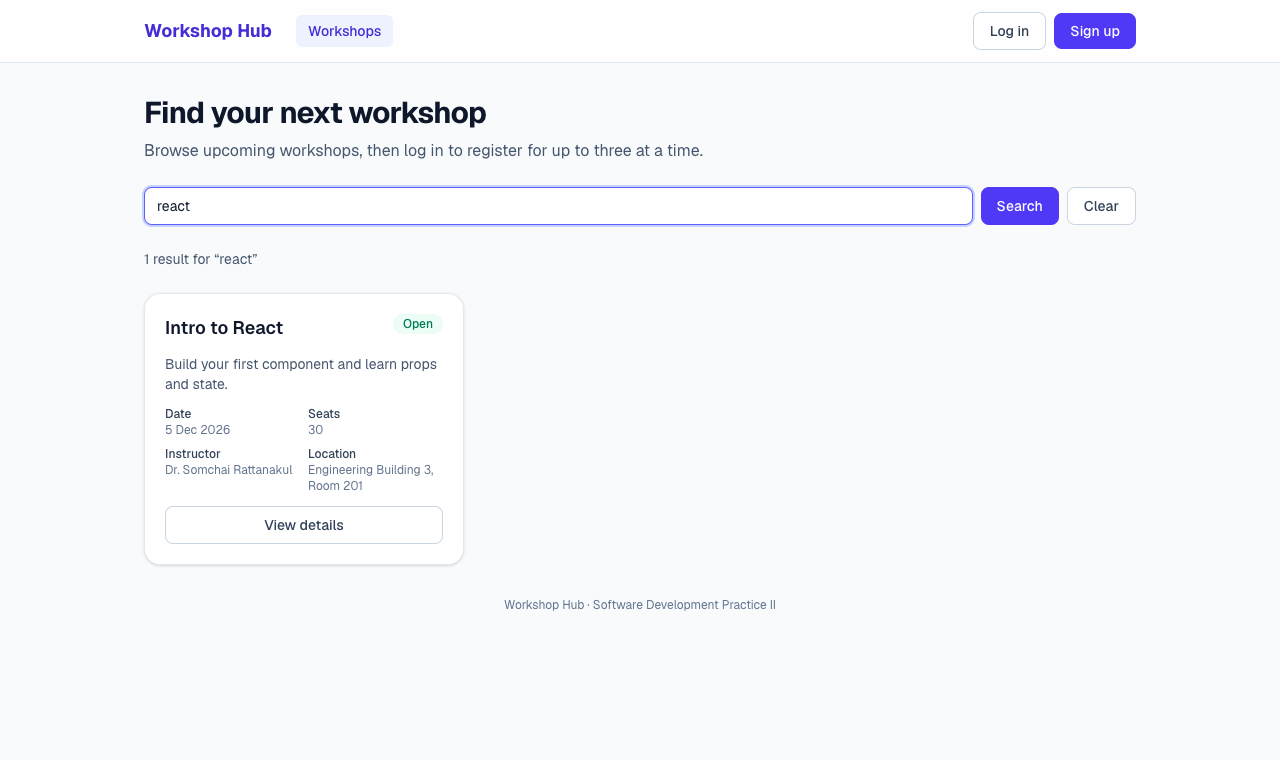 Workshop Hub
Workshops
Log in
Sign up
Find your next workshop
Browse upcoming workshops, then log in to register for up to three at a time.
react
Search
Clear
1 result for “react”
Intro to React
Open
Build your first component and learn props
and state.
Date
Seats
5 Dec 2026
30
Instructor
Location
Dr. Somchai Rattanakul
Engineering Building 3,
Room 201
View details
Workshop Hub · Software Development Practice II